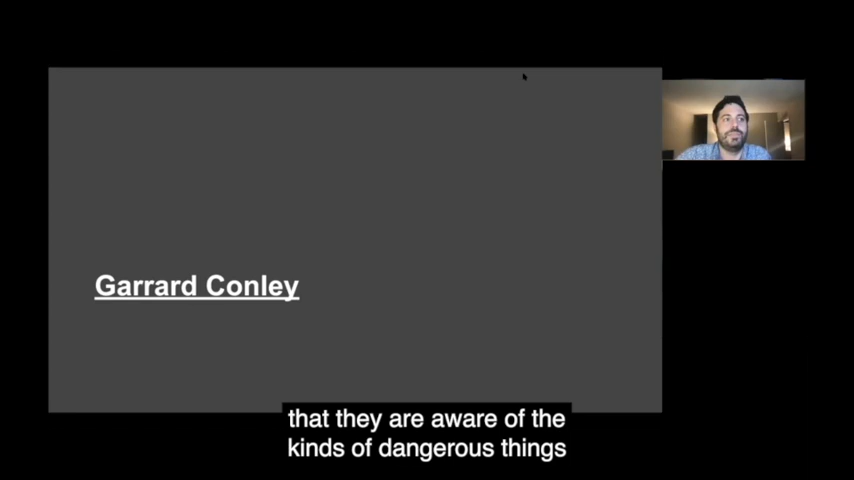 Garrard Conley
that they are aware of the
kinds of dangerous things